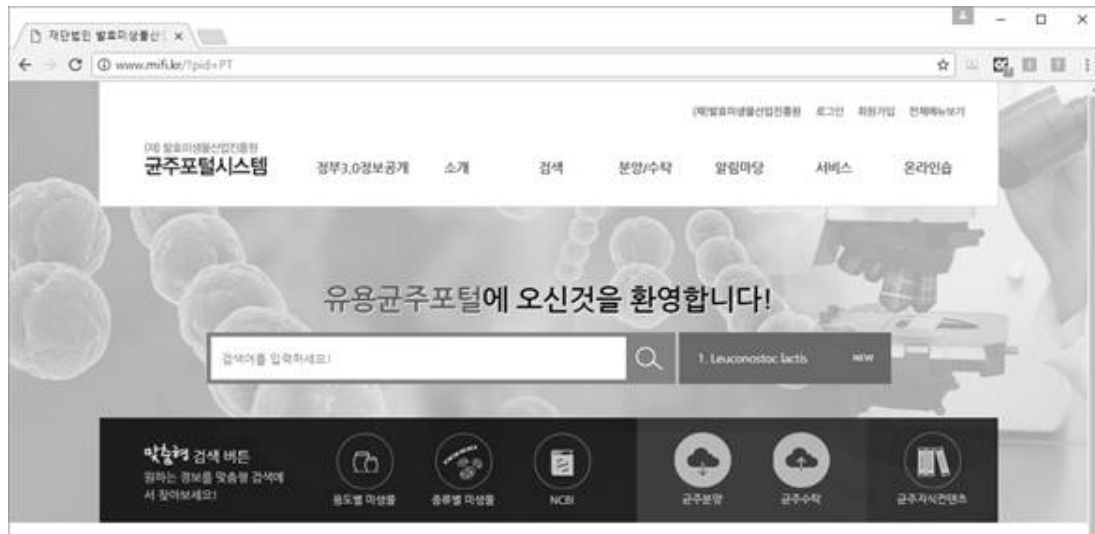 재단법인 발효미생물산
www.mifi.kr/?pid=PT
(재)발효미생물산업진흥원 로그인 회원가입 전체메뉴보기
(재) 발효미생물산업진흥원
균주포털시스템
정부3.0정보공개 소개 검색 분양/수탁 알림마당 서비스 온라인숍
유용균주포털에 오신것을 환영합니다!
검색어를 입력하세요!
1. Leuconostoc lactis NEW
맞춤형 검색 버튼
원하는 정보를 맞춤형 검색에
서 찾아보세요!
용도별 미생물 종류별 미생물 NCBI 균주분양 균주수탁 균주지식컨텐츠